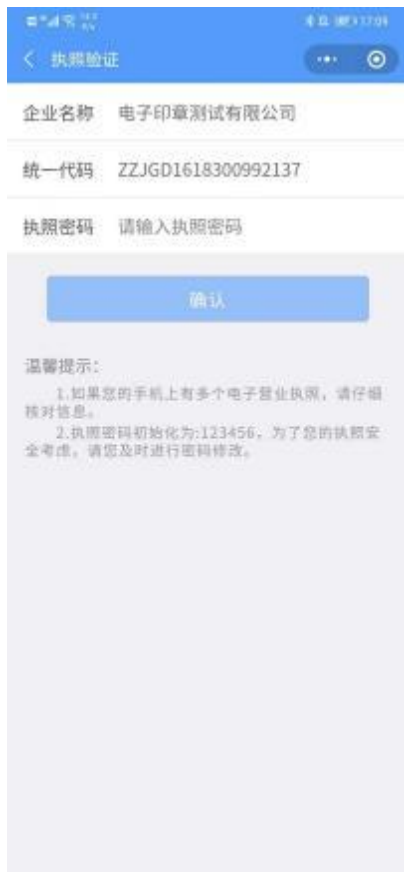 17:04
执照验证
企业名称 电子印章测试有限公司
统一代码 ZZJGD1618300992137
执照密码 请输入执照密码
确认
温馨提示:
1.如果您的手机上有多个电子营业执照，请仔细
核对信息。
2.执照密码初始化为:123456，为了您的执照安
全考虑，请您及时进行密码修改。